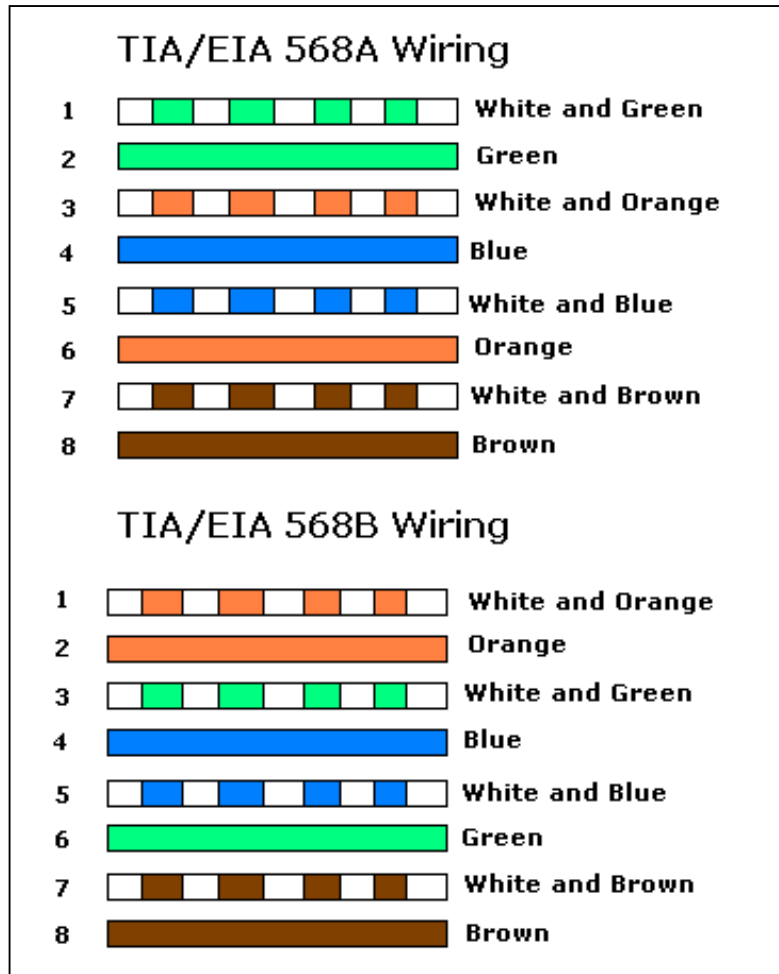 TIA/EIA 568A Wiring
1 White and Green
2 Green
3 White and Orange
4 Blue
5 White and Blue
6 Orange
7 White and Brown
8 Brown
TIA/EIA 568B Wiring
1 White and Orange
2 Orange
3 White and Green
4 Blue
5 White and Blue
6 Green
7 White and Brown
8 Brown